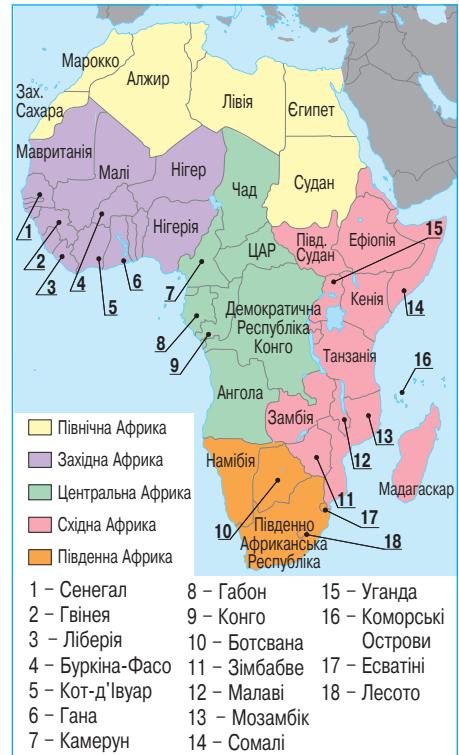 Марокко
Алжир
Лівія
Єгипет
Зах.
Сахара
Мавританія
Малі
Нігер
Чад
Судан
Нігерія
ЦАР
Півд.
Судан
Ефіопія
15
1
2
3
4
5
6
7
8
9
Демократична
Республіка
Конго
Кенія
14
Танзанія
16
Ангола
Замбія
13
12
Мадагаскар
Намібія
11
10
17
18
Південно
Африканська
Республіка
Північна Африка
Західна Африка
Центральна Африка
Східна Африка
Південна Африка
1 – Сенегал
2 – Гвінея
3 – Ліберія
4 – Буркіна-Фасо
5 – Кот-д'Івуар
6 – Гана
7 – Камерун
8 – Габон
9 – Конго
10 – Ботсвана
11 – Зімбабве
12 – Малаві
13 – Мозамбік
14 – Сомалі
15 – Уганда
16 – Коморські
Острови
17 – Есватіні
18 – Лесото